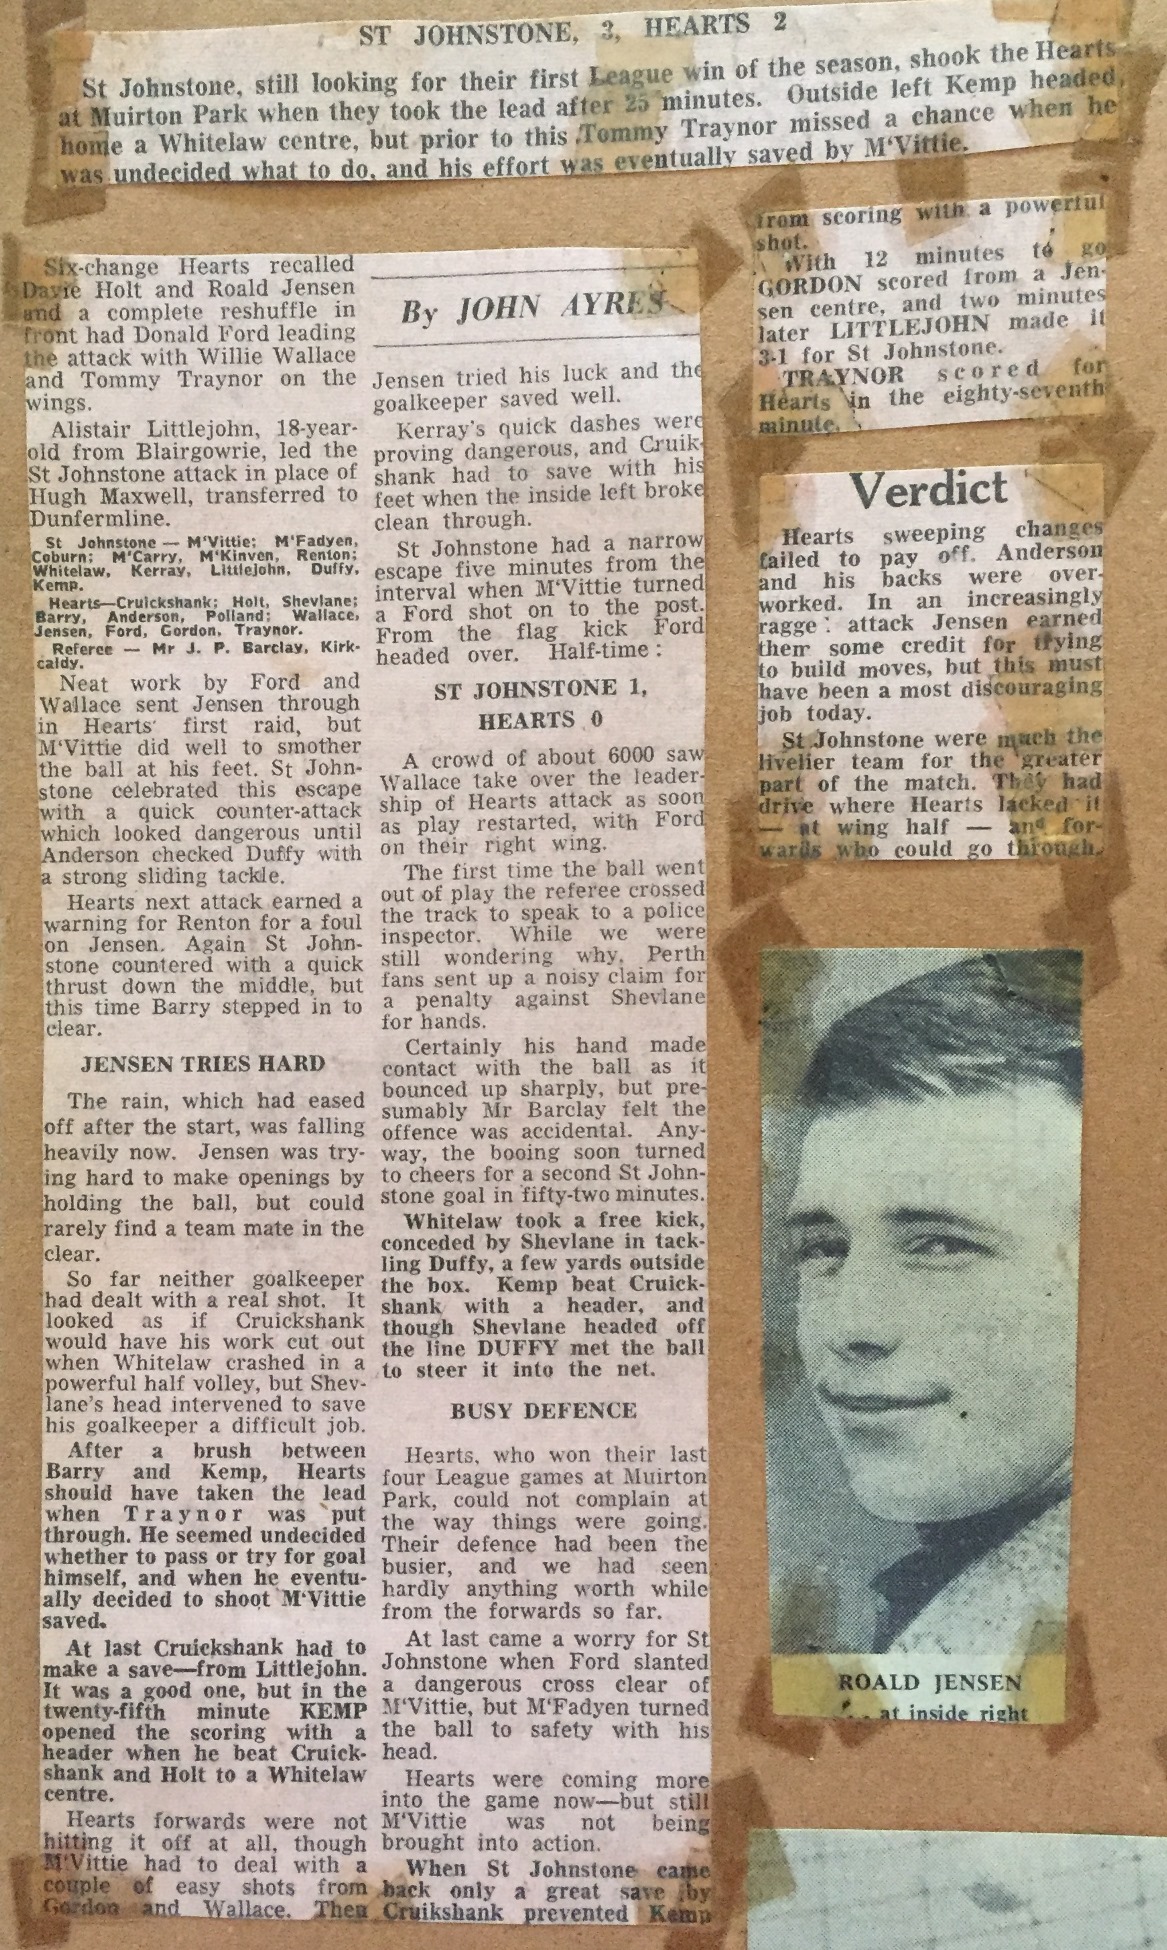 ST JOHNSTONE, 3, HEARTS 2
St Johnstone, still looking for their first League win of the season, shook the Hearts
at Muirton Park when they took the lead after 25 minutes. Outside left Kemp headed
home a Whitelaw centre, but prior to this Tommy Traynor missed a chance when he
was undecided what to do, and his effort was eventually saved by M'Vittie.
Six-change Hearts recalled
Davie Holt and Roald Jensen
and a complete reshuffle in
front had Donald Ford leading
the attack with Willie Wallace
and Tommy Traynor on the
wings.
Alistair Littlejohn, 18-year-
old from Blairgowrie, led the
St Johnstone attack in place of
Hugh Maxwell, transferred to
Dunfermline.
St Johnstone — M'Vittie; M'Fadyen,
Coburn; M'Carry, M'Kinven, Renton;
Whitelaw, Kerray, Littlejohn, Duffy,
Kemp.
Hearts—Cruickshank; Holt, Shevlane;
Barry, Anderson, Polland; Wallace,
Jensen, Ford, Gordon, Traynor.
Referee — Mr J. P. Barclay, Kirk-
caldy.
Neat work by Ford and
Wallace sent Jensen through
in Hearts' first raid, but
M'Vittie did well to smother
the ball at his feet. St John-
stone celebrated this escape
with a quick counter-attack
which looked dangerous until
Anderson checked Duffy with
a strong sliding tackle.
Hearts next attack earned a
warning for Renton for a foul
on Jensen. Again St John-
stone countered with a quick
thrust down the middle, but
this time Barry stepped in to
clear.
JENSEN TRIES HARD
The rain, which had eased
off after the start, was falling
heavily now. Jensen was try-
ing hard to make openings by
holding the ball, but could
rarely find a team mate in the
clear.
So far neither goalkeeper
had dealt with a real shot. It
looked as if Cruickshank
would have his work cut out
when Whitelaw crashed in a
powerful half volley, but Shev-
lane's head intervened to save
his goalkeeper a difficult job.
After a brush between
Barry and Kemp, Hearts
should have taken the lead
when Traynor was put
through. He seemed undecided
whether to pass or try for goal
himself, and when he eventu-
ally decided to shoot M'Vittie
saved.
At last Cruickshank had to
make a save—from Littlejohn.
It was a good one, but in the
twenty-fifth minute KEMP
opened the scoring with a
header when he beat Cruick-
shank and Holt to a Whitelaw
centre.
Hearts forwards were not
hitting it off at all, though
M'Vittie had to deal with a
couple of easy shots from
Gordon and Wallace. Then
By JOHN AYRES
Jensen tried his luck and the
goalkeeper saved well.
Kerray's quick dashes were
proving dangerous, and Cruik-
shank had to save with his
feet when the inside left broke
clean through.
St Johnstone had a narrow
escape five minutes from the
interval when M'Vittie turned
a Ford shot on to the post.
From the flag kick Ford
headed over. Half-time:
ST JOHNSTONE 1,
HEARTS 0
A crowd of about 6000 saw
Wallace take over the leader-
ship of Hearts attack as soon
as play restarted, with Ford
on their right wing.
The first time the ball went
out of play the referee crossed
the track to speak to a police
inspector. While we were
still wondering why, Perth
fans sent up a noisy claim for
a penalty against Shevlane
for hands.
Certainly his hand made
contact with the ball as it
bounced up sharply, but pre-
sumably Mr Barclay felt the
offence was accidental. Any-
way, the booing soon turned
to cheers for a second St John-
stone goal in fifty-two minutes.
Whitelaw took a free kick,
conceded by Shevlane in tack-
ling Duffy, a few yards outside
the box. Kemp beat Cruick-
shank with a header, and
though Shevlane headed off
the line DUFFY met the ball
to steer it into the net.
BUSY DEFENCE
Hearts, who won their last
four League games at Muirton
Park, could not complain at
the way things were going.
Their defence had been the
busier, and we had seen
hardly anything worth while
from the forwards so far.
At last came a worry for St
Johnstone when Ford slanted
a dangerous cross clear of
M'Vittie, but M'Fadyen turned
the ball to safety with his
head.
Hearts were coming more
into the game now—but still
M'Vittie was not being
brought into action.
When St Johnstone came
back only a great save by
Cruikshank prevented Kemp
from scoring with a powerful
shot.
With 12 minutes to go
GORDON scored from a Jen-
sen centre, and two minutes
later LITTLEJOHN made it
3-1 for St Johnstone.
TRAYNOR scored for
Hearts in the eighty-seventh
minute.
Verdict
Hearts sweeping changes
failed to pay off. Anderson
and his backs were over-
worked. In an increasingly
ragge: attack Jensen earned
them some credit for trying
to build moves, but this must
have been a most discouraging
job today.
St Johnstone were much the
livelier team for the greater
part of the match. They had
drive where Hearts lacked it
— at wing half — and for-
wards who could go through.
ROALD JENSEN
. . at inside right